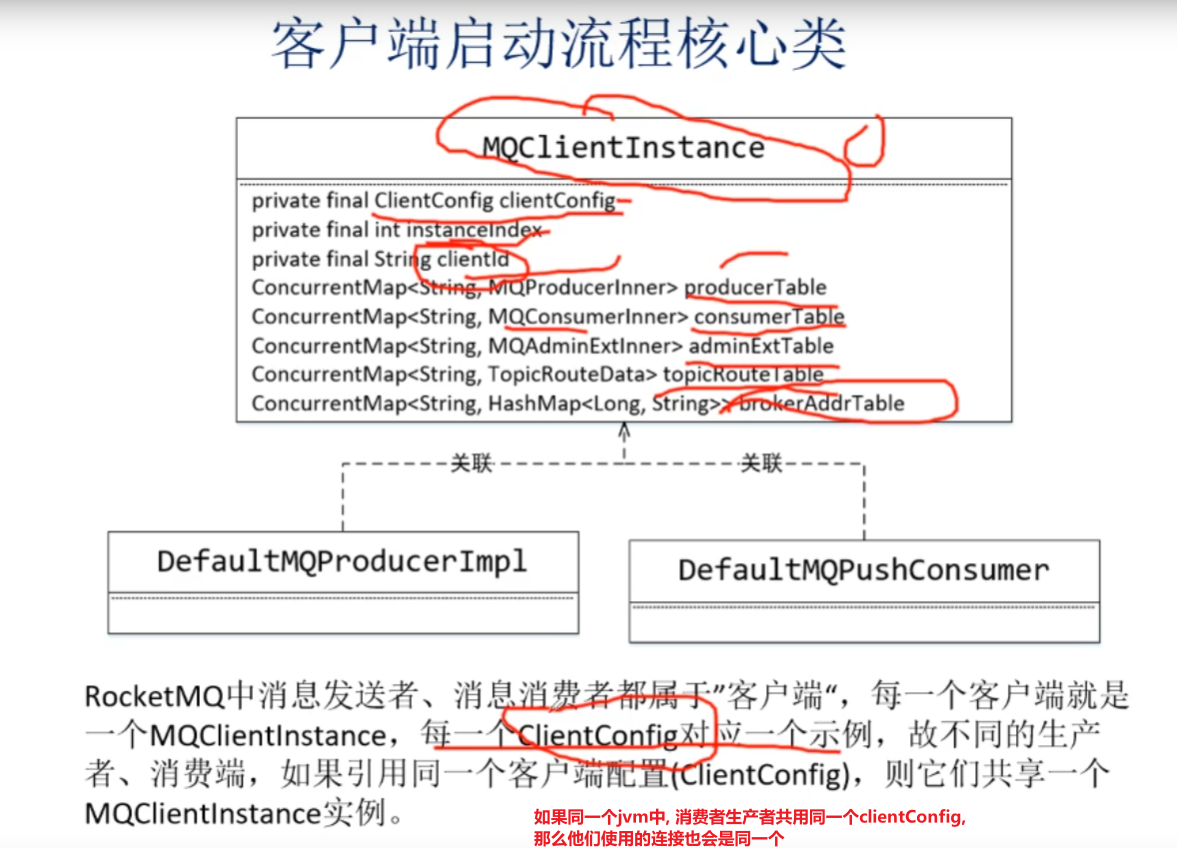 客户端启动流程核心类
MQClientInstance
private final ClientConfig clientConfig
private final int instanceIndex
private final String clientId
ConcurrentMap<String, MQProducerInner> producerTable
ConcurrentMap<String, MQConsumerInner> consumerTable
ConcurrentMap<String, MQAdminExtInner> adminExtTable
ConcurrentMap<String, TopicRouteData> topicRouteTable
ConcurrentMap<String, HashMap<Long, String>> brokerAddrTable
关联 关联
DefaultMQProducerImpl
DefaultMQPushConsumer
RocketMQ中消息发送者、消息消费者都属于”客户端“，每一个客户端就是
一个MQClientInstance，每一个ClientConfig对应一个示例，故不同的生产
者、消费端，如果引用同一个客户端配置(ClientConfig)，则它们共享一个
MQClientInstance实例。
如果同一个jvm中, 消费者生产者共用同一个clientConfig,
那么他们使用的连接也会是同一个